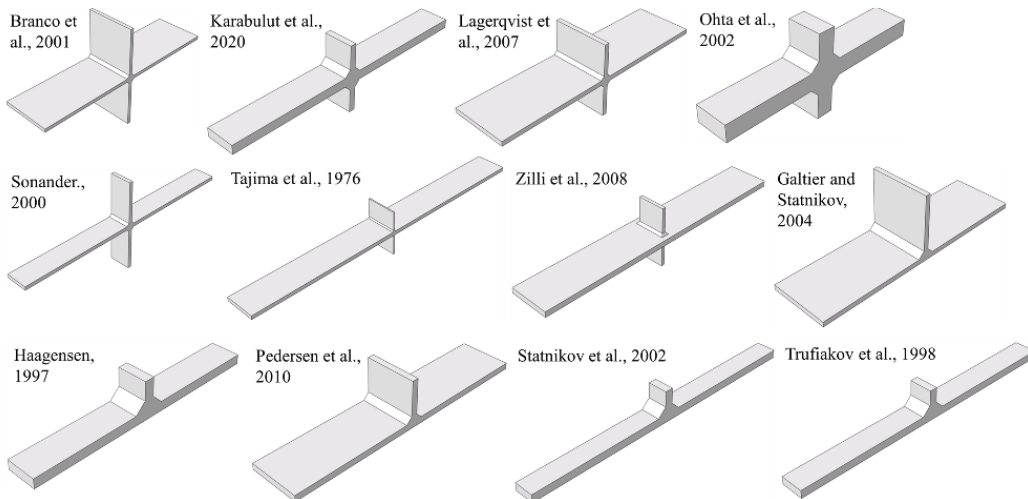 Branco et
al., 2001
Karabulut et al.,
2020
Lagerqvist et
al., 2007
Ohta et al.,
2002
Sonander.,
2000
Tajima et al., 1976
Zilli et al., 2008
Galtier and
Statnikov,
2004
Haagensen,
1997
Pedersen et al.,
2010
Statnikov et al., 2002
Trufiakov et al., 1998